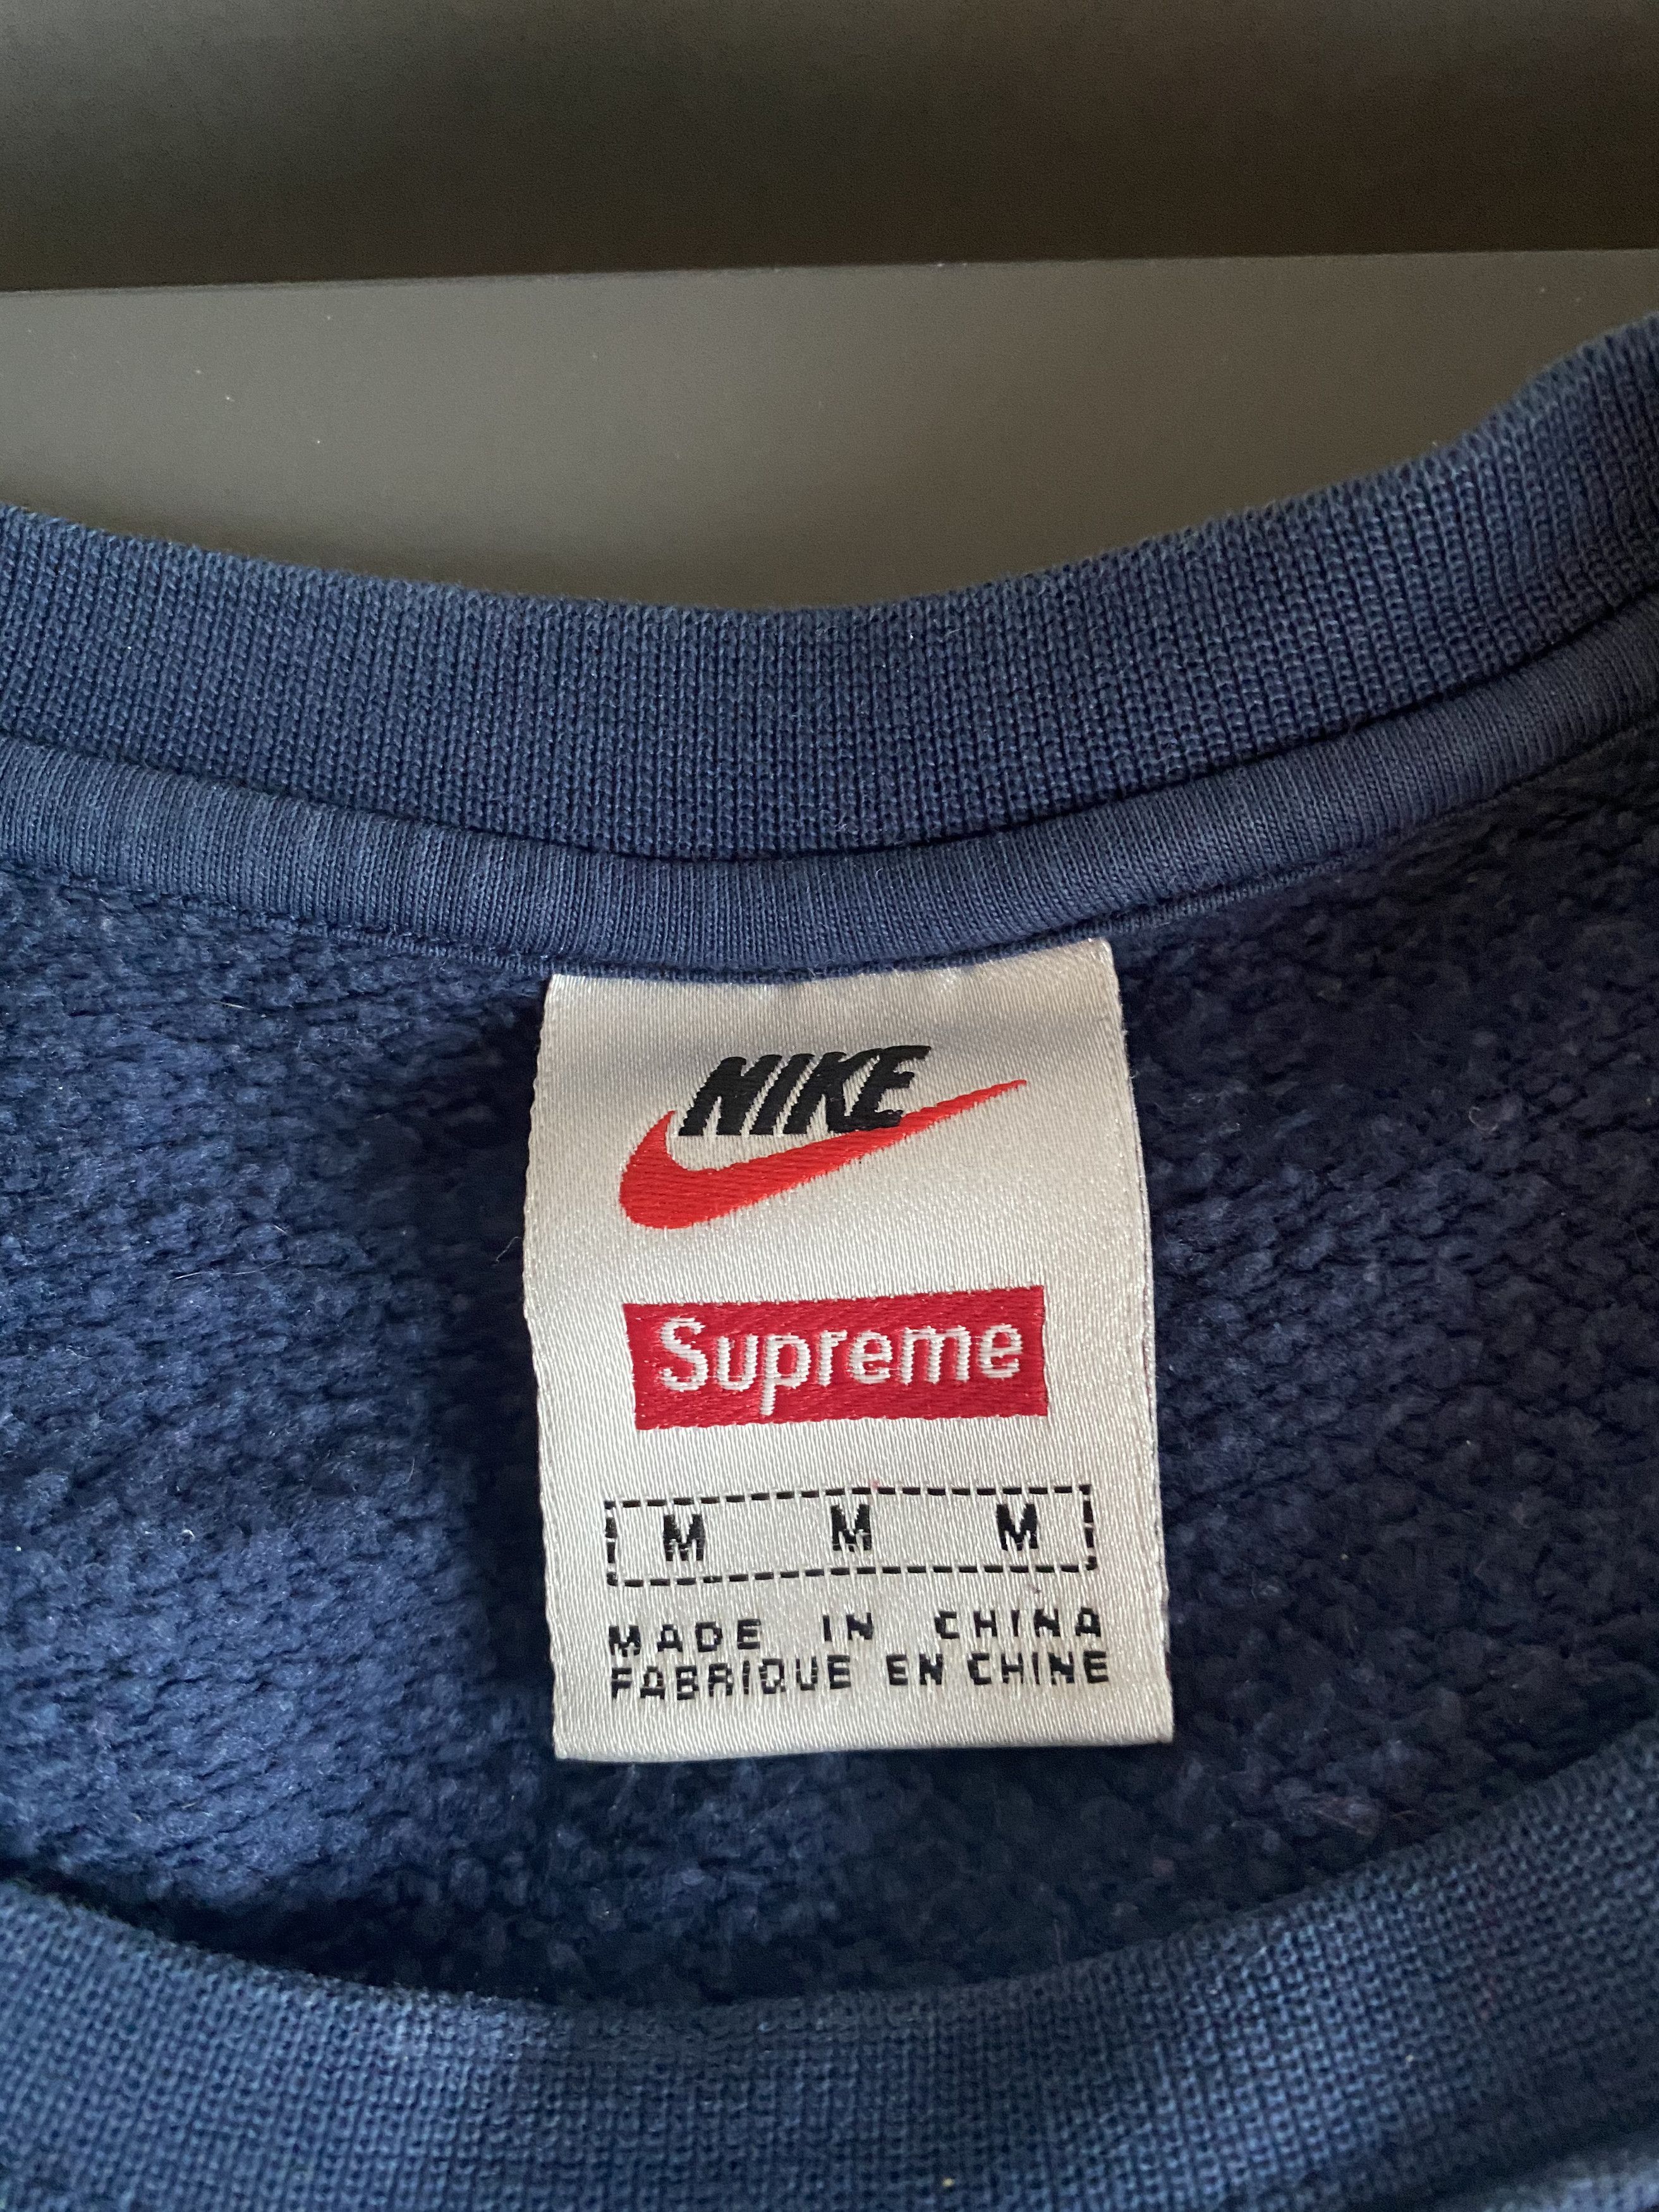 NIKE
Supreme
M M M
MADE IN CHINA
FABRIQUE EN CHINE